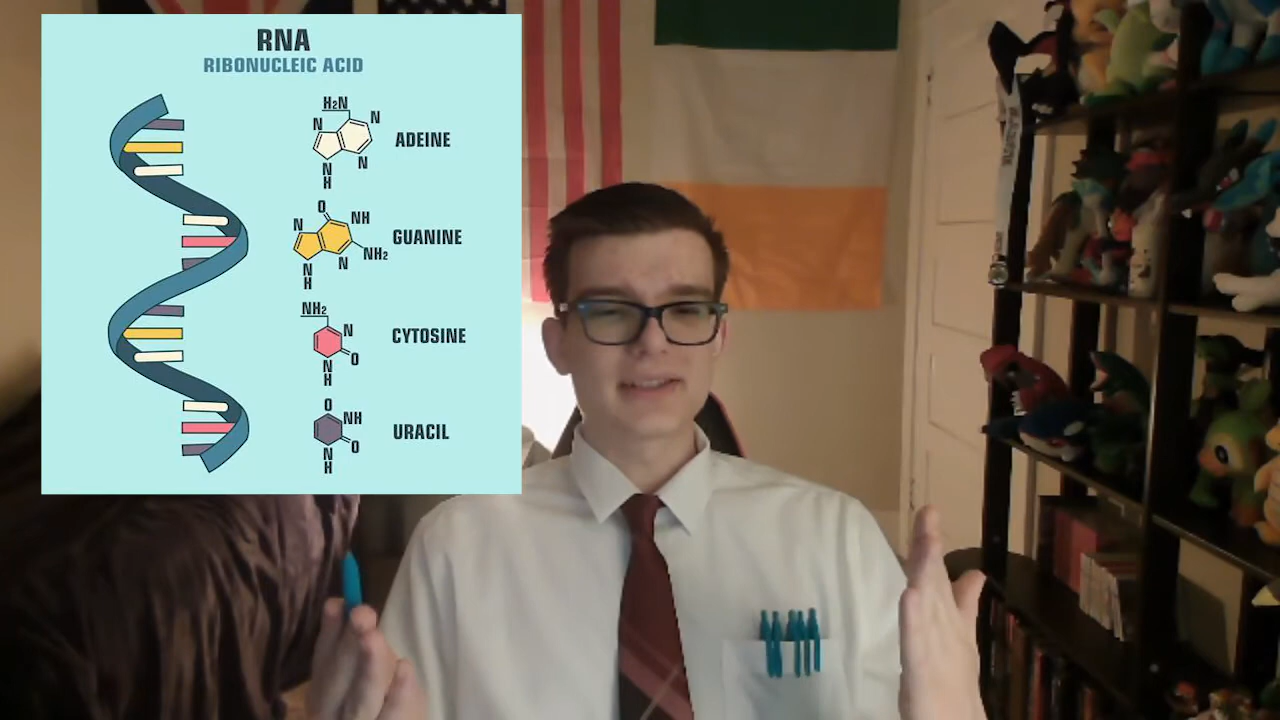 RNA
RIBONUCLEIC ACID
H₂N
N
N
N
N
H
ADEINE
O
N
NH
NH₂
N
N
H
GUANINE
NH₂
N
O
N
H
CYTOSINE
O
NH
O
N
H
URACIL